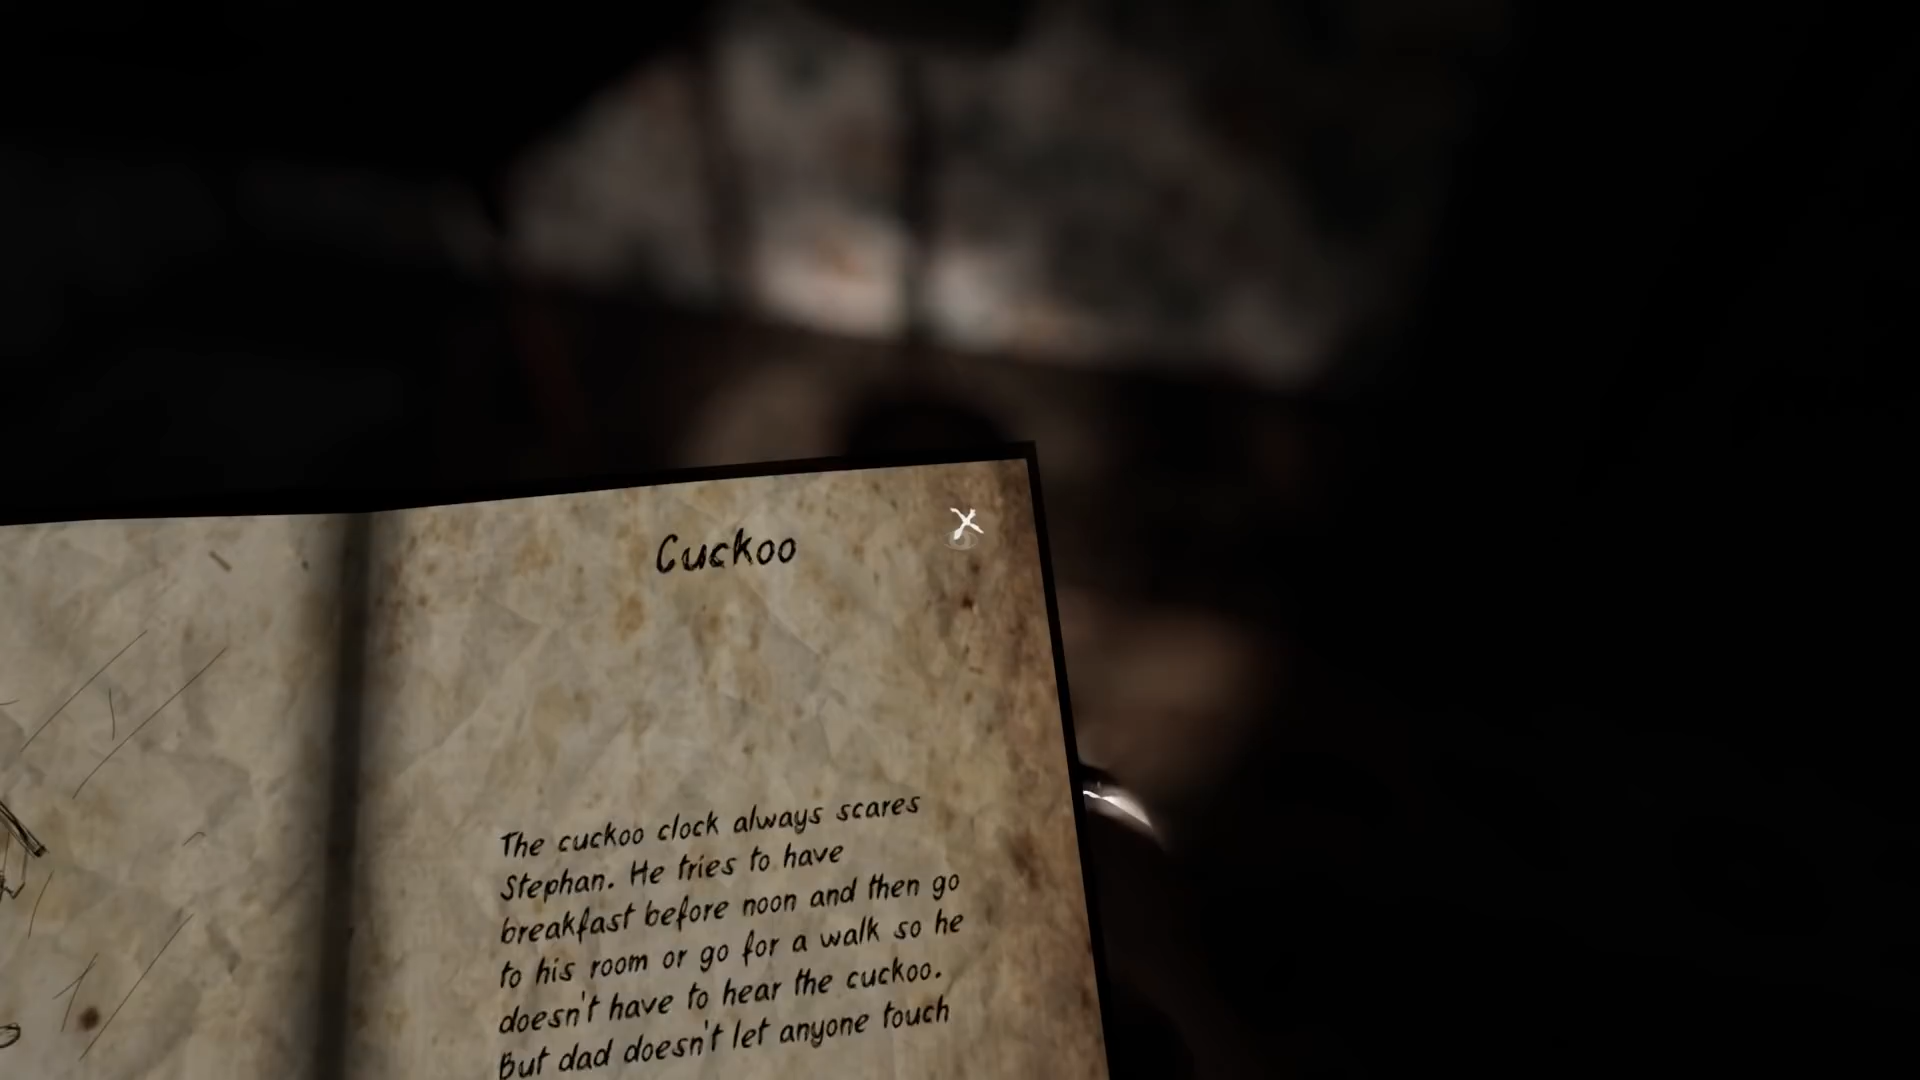 Cuckoo
The cuckoo clock always scares
Stephan. He tries to have
breakfast before noon and then go
to his room or go for a walk so he
doesn't have to hear the cuckoo.
But dad doesn't let anyone touch